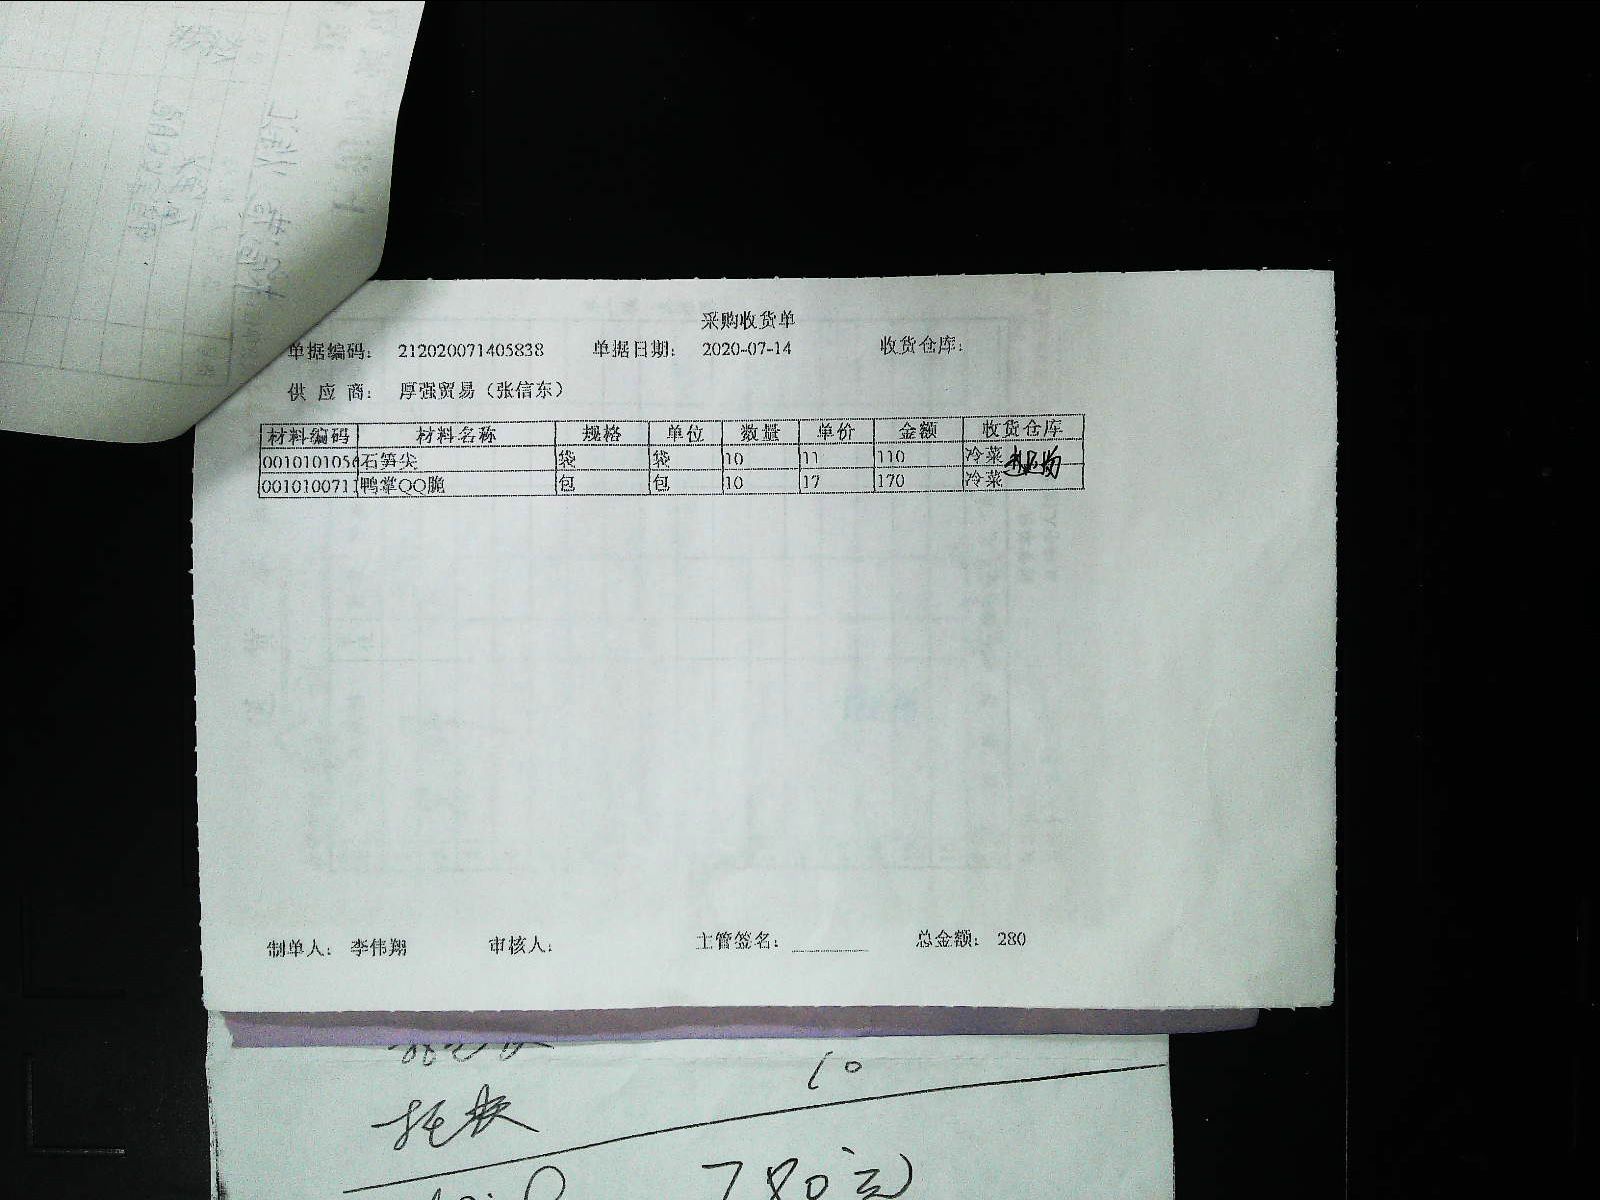 采购收货单
单据编码： 212020071405838 单据日期： 2020-07-14 收货仓库：
供 应 商： 厚强贸易（张信东）
材料编码 材料名称 规格 单位 数量 单价 金额 收货仓库
0010101056 石笋尖 袋 袋 10 11 110 冷菜
0010100711 鸭掌QQ脆 包 包 10 17 170 冷菜
制单人： 李伟翔 审核人： 主管签名： 总金额： 280
10
780元